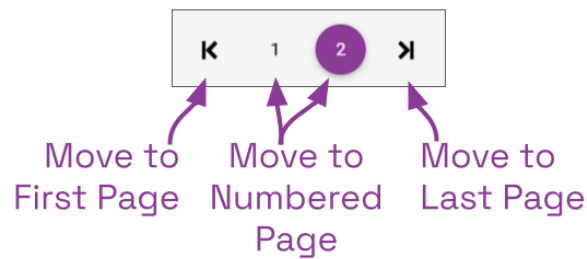 1 2
Move to
First Page
Move to
Numbered
Page
Move to
Last Page